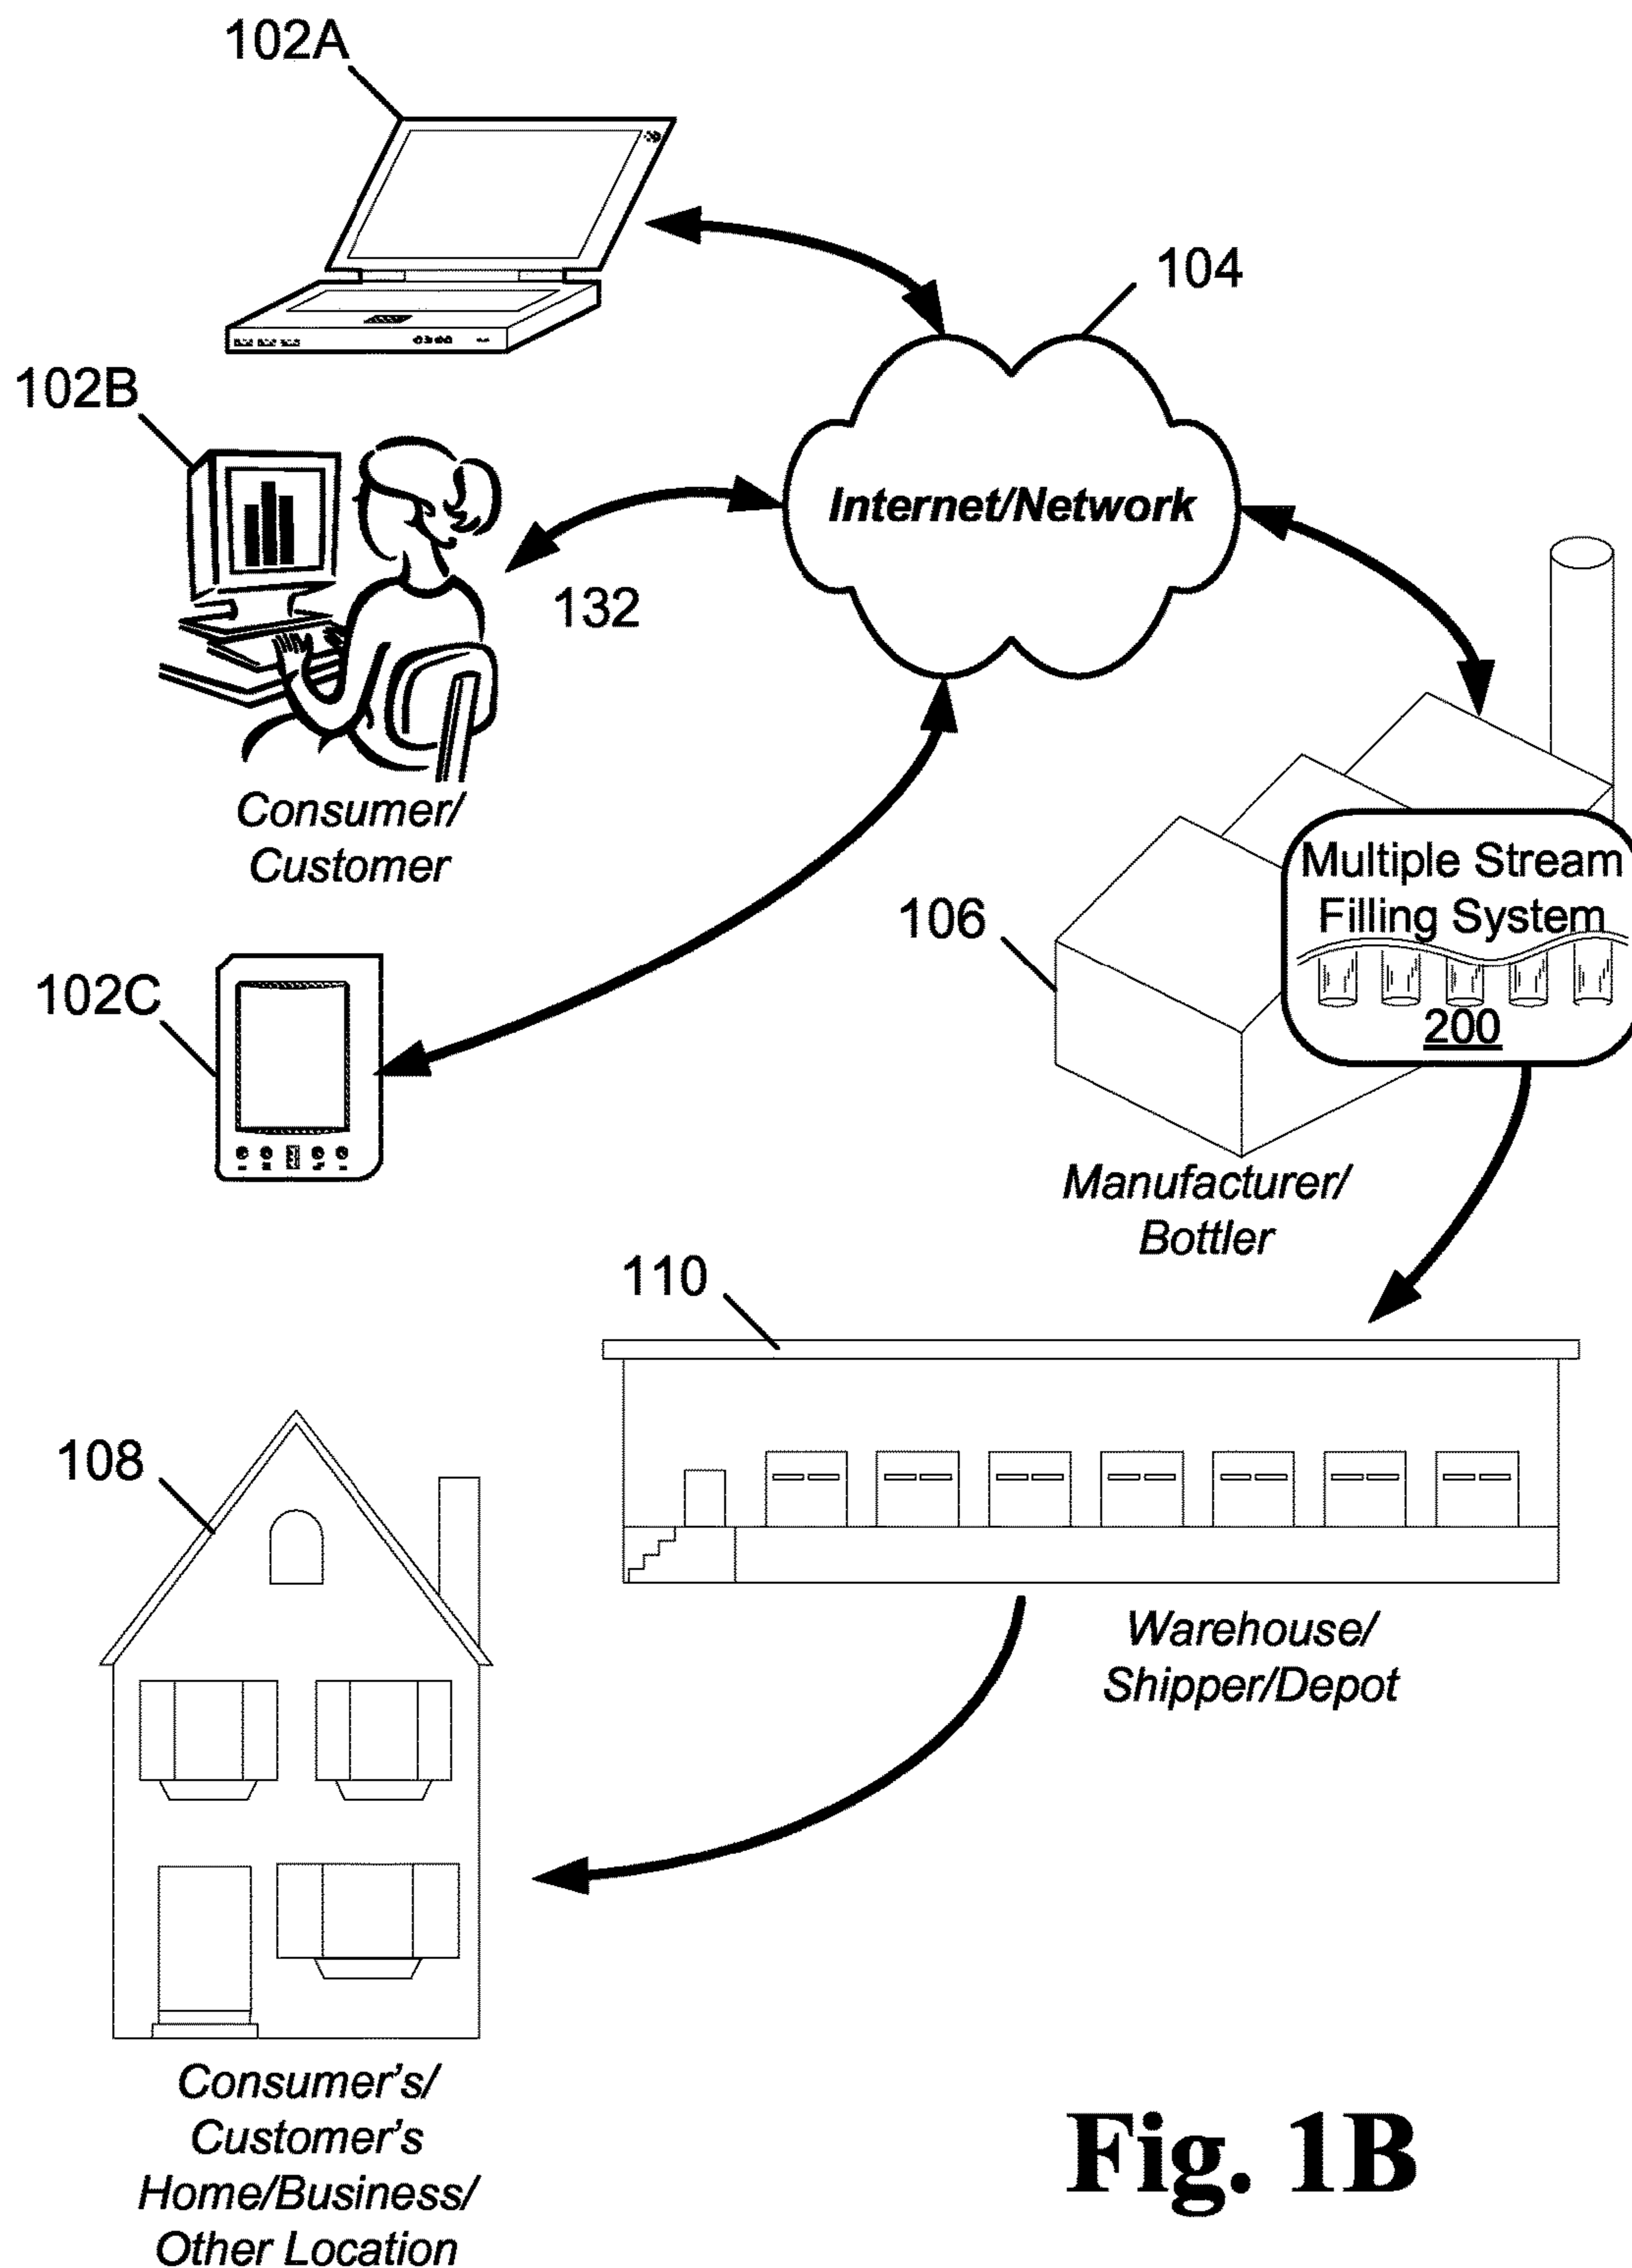 102A
104
102B
Internet/Network
132
Consumer/
Customer
Multiple Stream
Filling System
106
200
102C
Manufacturer/
Bottler
110
108
Warehouse/
Shipper/Depot
Consumer's/
Customer's
Home/Business/
Other Location
Fig. 1B